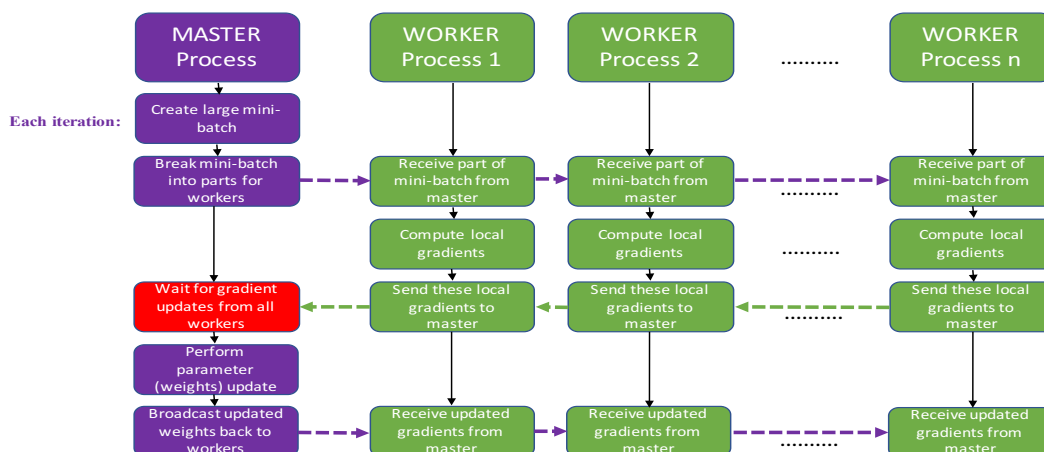 MASTER
Process
WORKER
Process 1
WORKER
Process 2
..........
WORKER
Process n
Each iteration:
Create large mini-
batch
Break mini-batch
into parts for
workers
Receive part of
mini-batch from
master
Receive part of
mini-batch from
master
..........
Receive part of
mini-batch from
master
Compute local
gradients
Compute local
gradients
..........
Compute local
gradients
Wait for gradient
updates from all
workers
Send these local
gradients to
master
Send these local
gradients to
master
..........
Send these local
gradients to
master
Perform
parameter
(weights) update
Broadcast updated
weights back to
workers
Receive updated
gradients from
master
Receive updated
gradients from
master
..........
Receive updated
gradients from
master